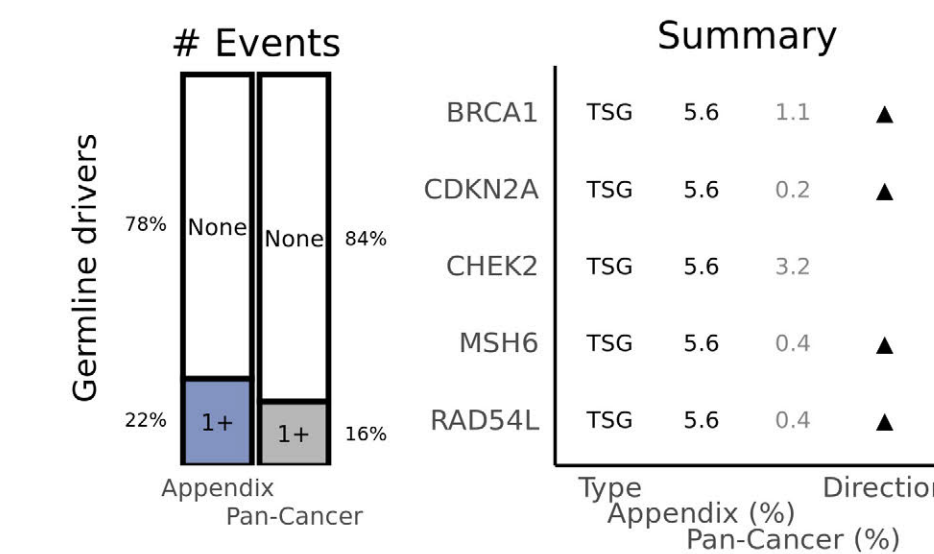 # Events
Germline drivers
78%
None
None
84%
22%
1+
1+
16%
Appendix
Pan-Cancer
Summary
BRCA1 TSG 5.6 1.1 ▲
CDKN2A TSG 5.6 0.2 ▲
CHEK2 TSG 5.6 3.2
MSH6 TSG 5.6 0.4 ▲
RAD54L TSG 5.6 0.4 ▲
Type
Directio
Appendix (%)
Pan-Cancer (%)